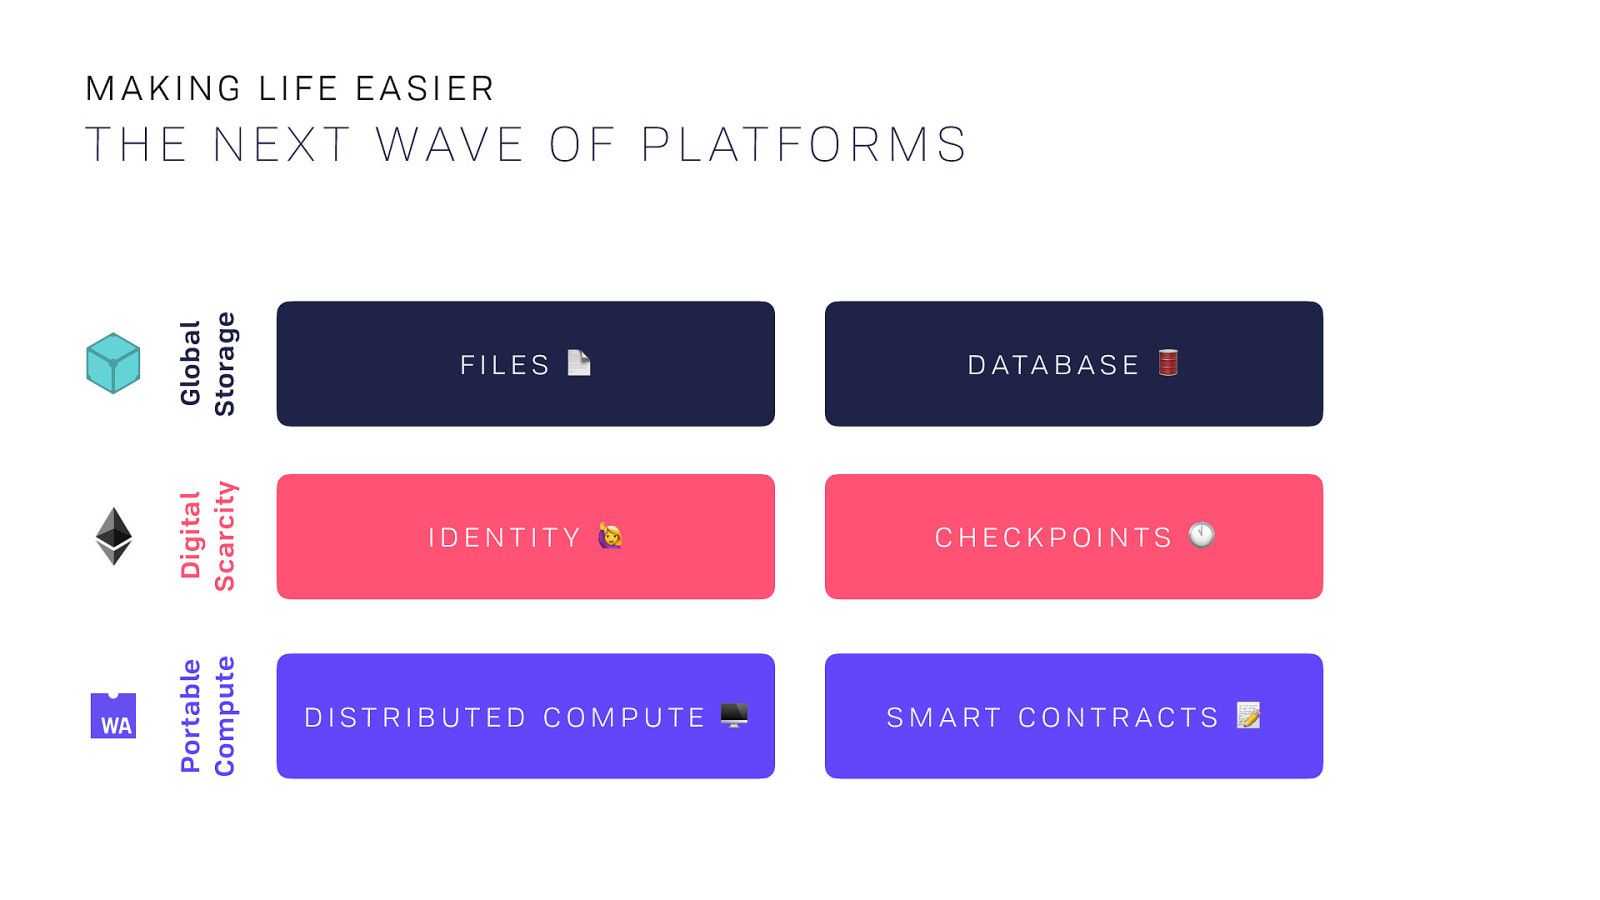 MAKING LIFE EASIER
THE NEXT WAVE OF PLATFORMS
Global
Storage
FILES
DATABASE
Digital
Scarcity
IDENTITY
CHECKPOINTS
WA
Portable
Compute
DISTRIBUTED COMPUTE
SMART CONTRACTS